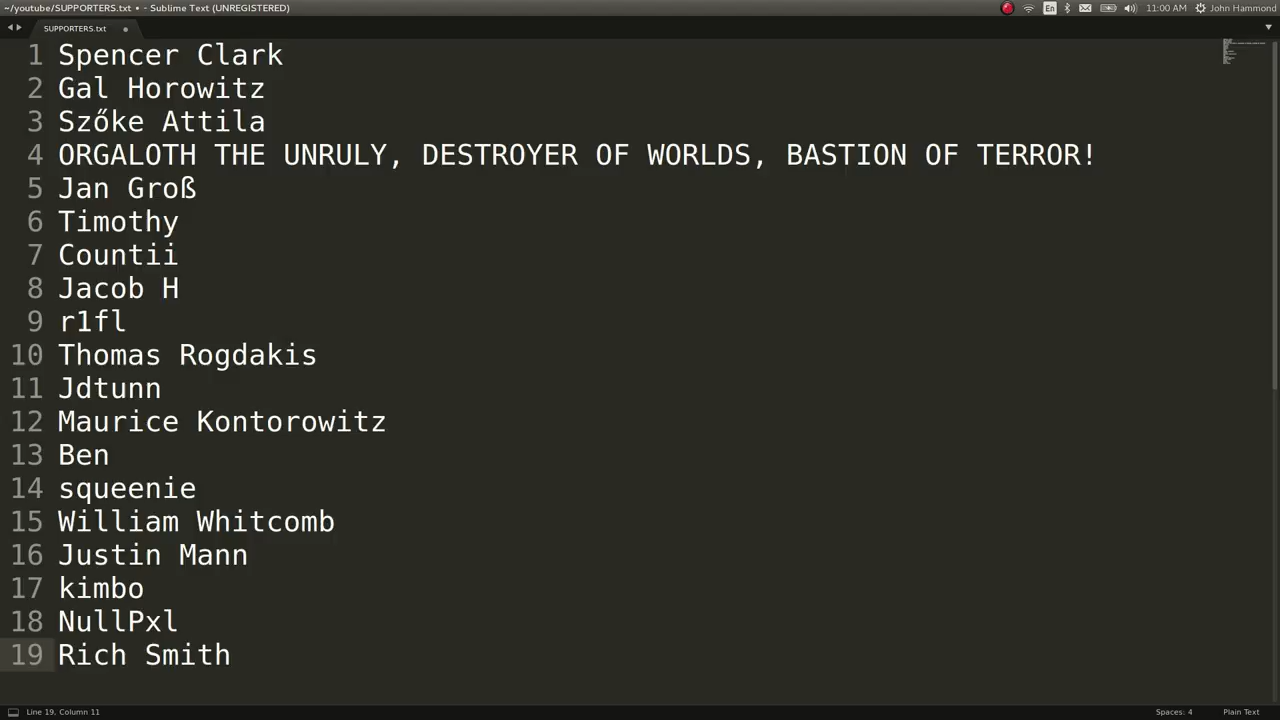 ~/youtube/SUPPORTERS.txt • - Sublime Text (UNREGISTERED)
En
11:00 AM
John Hammond
SUPPORTERS.txt
1 Spencer Clark
2 Gal Horowitz
3 Szőke Attila
4 ORGALOTH THE UNRULY, DESTROYER OF WORLDS, BASTION OF TERROR!
5 Jan Groß
6 Timothy
7 Countii
8 Jacob H
9 r1fl
10 Thomas Rogdakis
11 Jdtunn
12 Maurice Kontorowitz
13 Ben
14 squeenie
15 William Whitcomb
16 Justin Mann
17 kimbo
18 NullPxl
19 Rich Smith
Line 19, Column 11
Spaces: 4
Plain Text